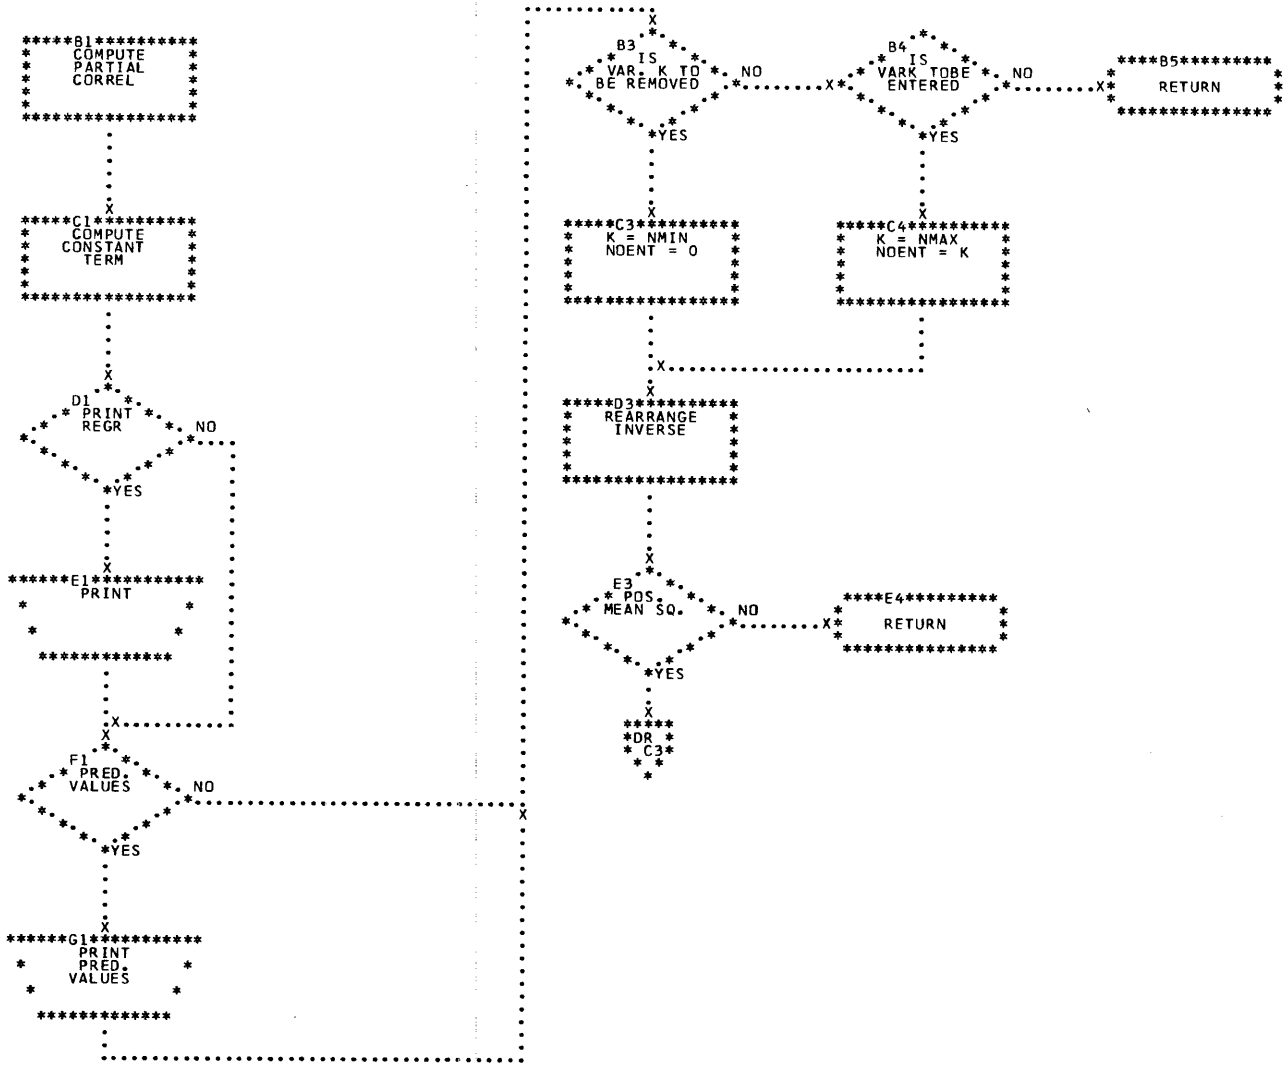 B1
COMPUTE
PARTIAL
CORREL
C1
COMPUTE
CONSTANT
TERM
D1
PRINT
REGR
NO
YES
E1
PRINT
F1
PRED.
VALUES
NO
YES
G1
PRINT
PRED.
VALUES
B3
IS
VAR. K TO
BE REMOVED
NO
YES
B4
IS
VARK TOBE
ENTERED
NO
YES
B5
RETURN
C3
K = NMIN
NOENT = 0
C4
K = NMAX
NOENT = K
D3
REARRANGE
INVERSE
E3
POS.
MEAN SQ.
NO
YES
E4
RETURN
DR
C3